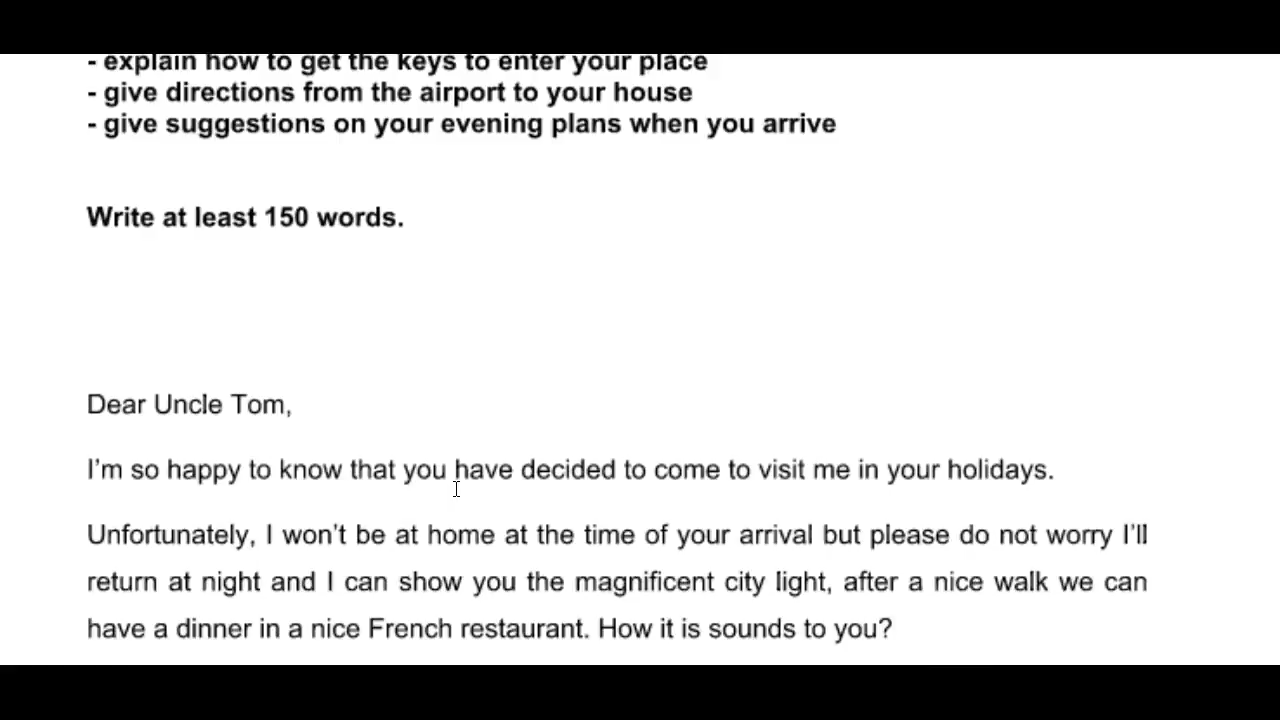 - explain how to get the keys to enter your place
- give directions from the airport to your house
- give suggestions on your evening plans when you arrive
Write at least 150 words.
Dear Uncle Tom,
I’m so happy to know that you have decided to come to visit me in your holidays.
Unfortunately, I won’t be at home at the time of your arrival but please do not worry I’ll
return at night and I can show you the magnificent city light, after a nice walk we can
have a dinner in a nice French restaurant. How it is sounds to you?